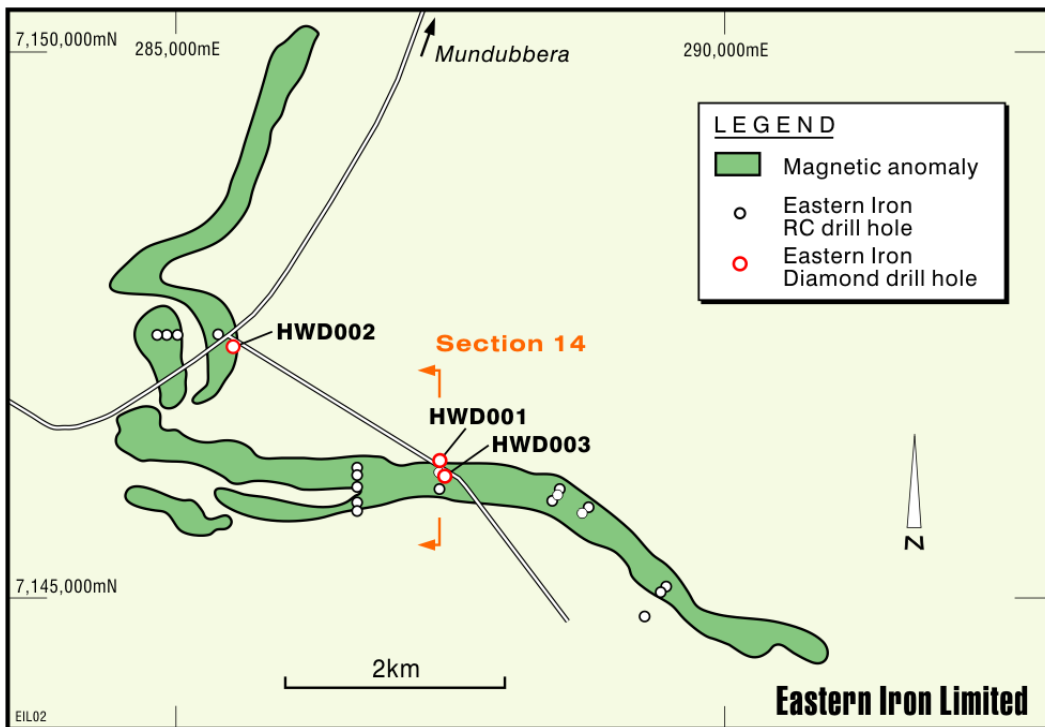 7,150,000mN
285,000mE
290,000mE
Mundubbera
LEGEND
Magnetic anomaly
Eastern Iron
RC drill hole
Eastern Iron
Diamond drill hole
HWD002
Section 14
HWD001
HWD003
N
7,145,000mN
2km
EIL02
Eastern Iron Limited